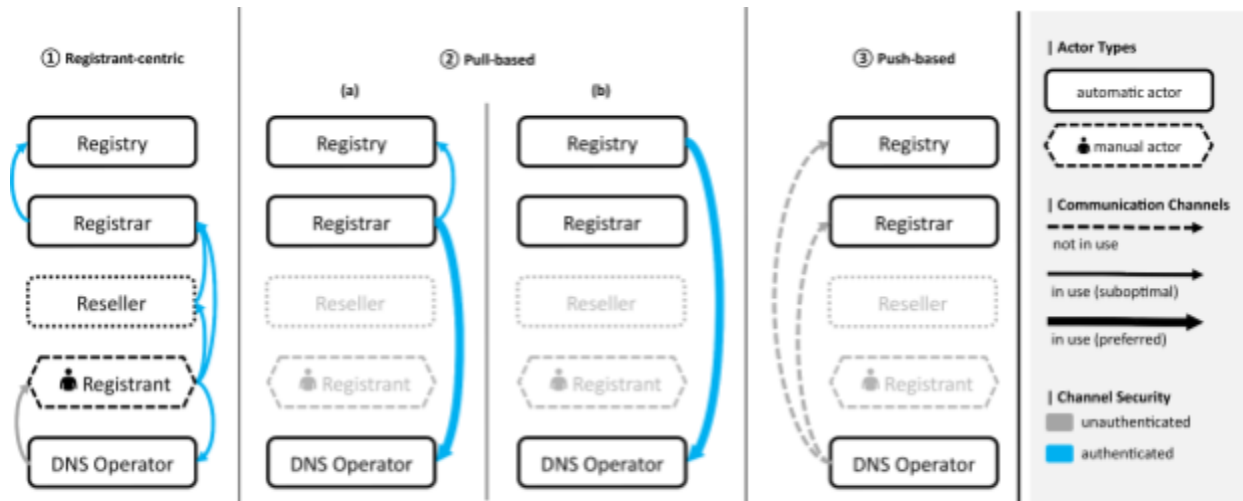 ① Registrant-centric
Registry
Registrar
Reseller
Registrant
DNS Operator
② Pull-based
(a)
Registry
Registrar
Reseller
Registrant
DNS Operator
(b)
Registry
Registrar
Reseller
Registrant
DNS Operator
③ Push-based
Registry
Registrar
Reseller
Registrant
DNS Operator
| Actor Types
automatic actor
manual actor
| Communication Channels
not in use
in use (suboptimal)
in use (preferred)
| Channel Security
unauthenticated
authenticated